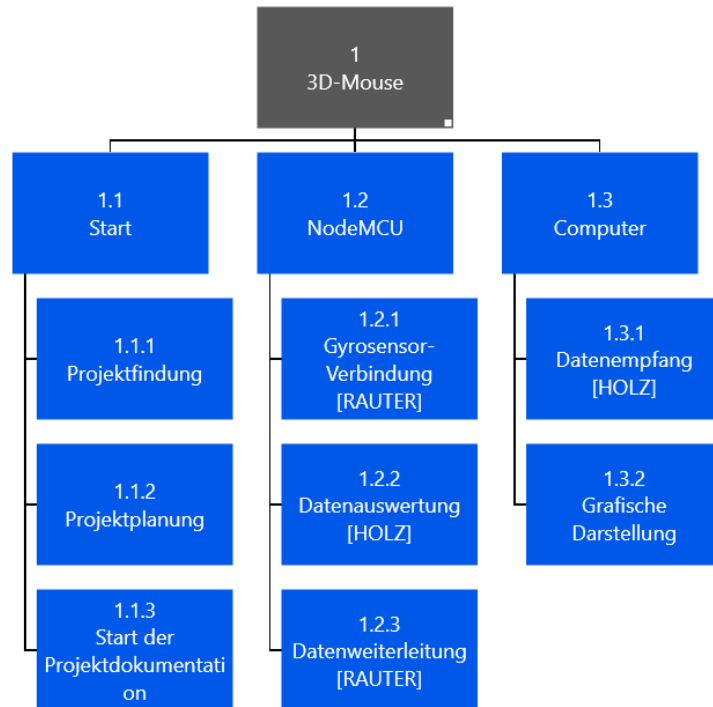 1
3D-Mouse
1.1
Start
1.2
NodeMCU
1.3
Computer
1.1.1
Projektfindung
1.2.1
Gyrosensor-
Verbindung
[RAUTER]
1.3.1
Datenempfang
[HOLZ]
1.1.2
Projektplanung
1.2.2
Datenauswertung
[HOLZ]
1.3.2
Grafische
Darstellung
1.1.3
Start der
Projektdokumentati
on
1.2.3
Datenweiterleitung
[RAUTER]